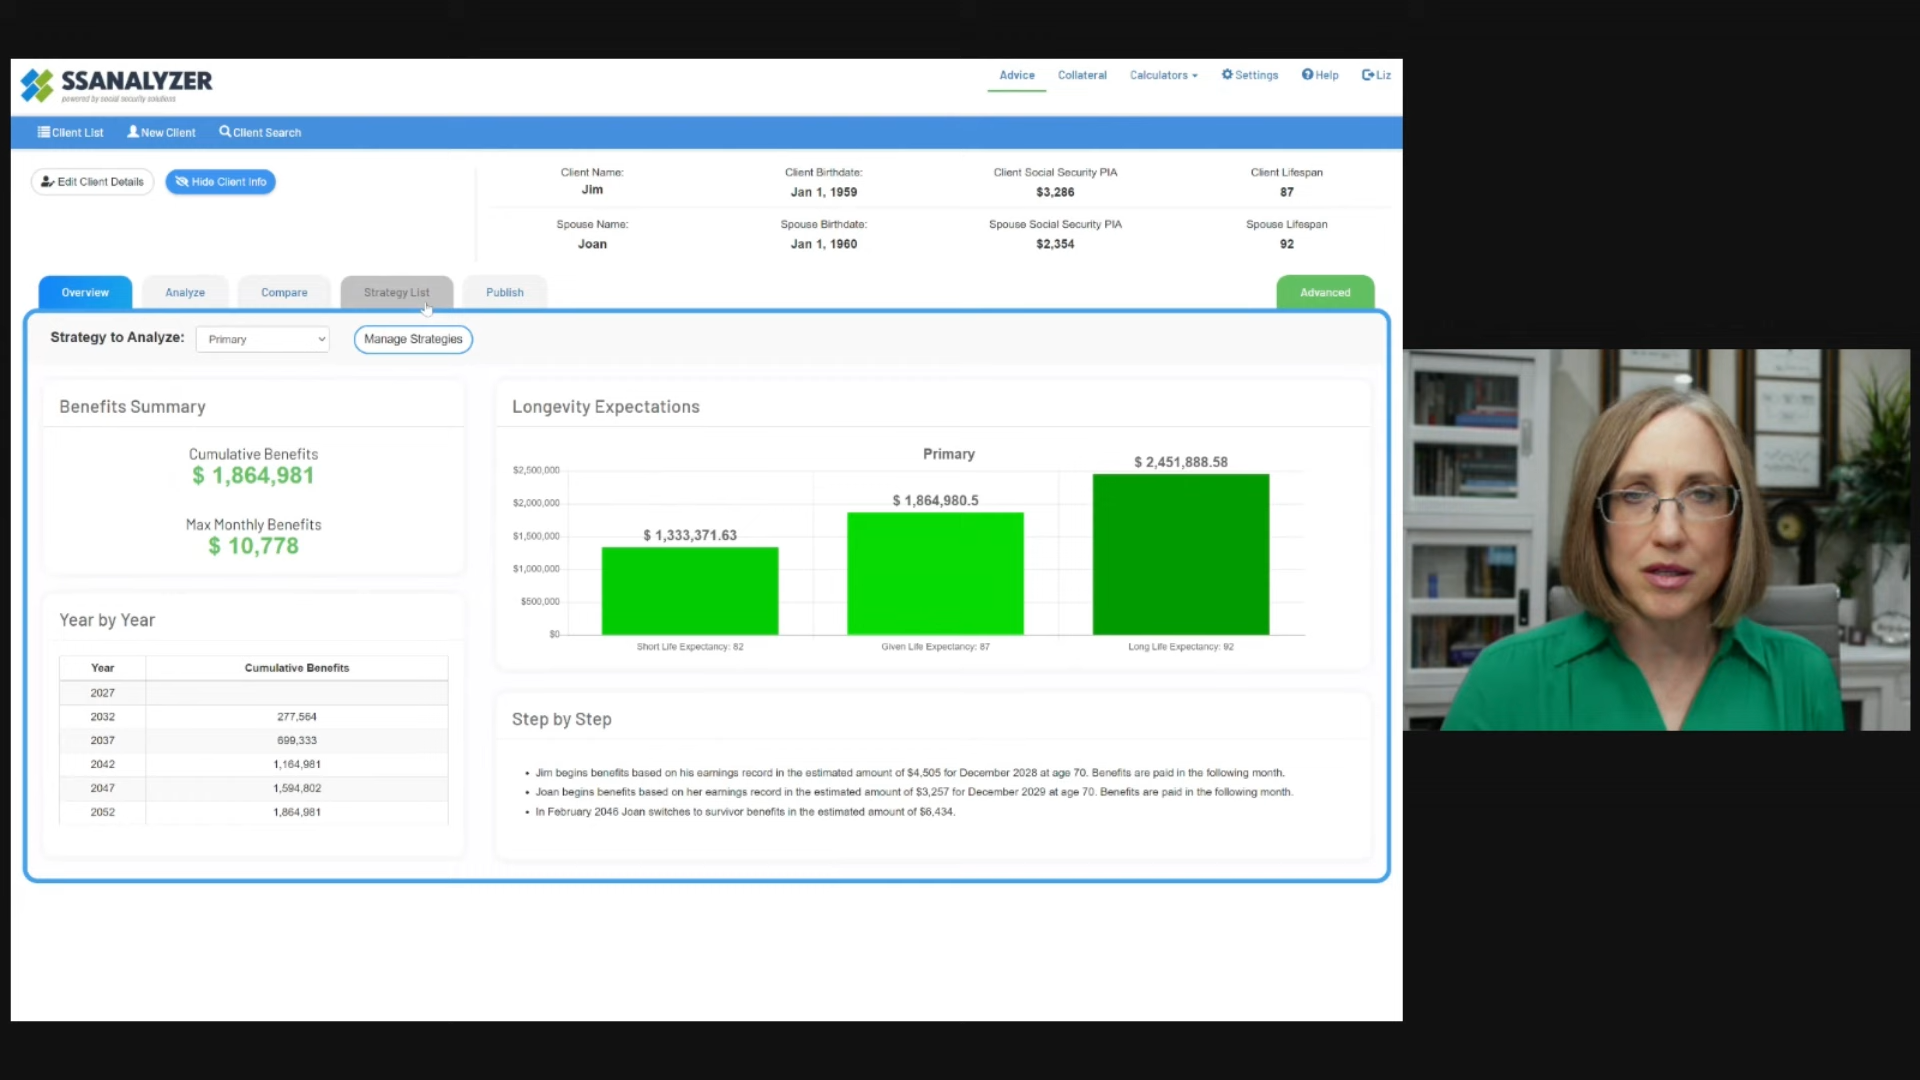 SSANALYZER
powered by social security solutions
Advice Collateral Calculators Settings Help Liz
Client List New Client Client Search
Edit Client Details Hide Client Info
Client Name: Client Birthdate: Client Social Security PIA Client Lifespan
Jim Jan 1, 1959 $3,286 87
Spouse Name: Spouse Birthdate: Spouse Social Security PIA Spouse Lifespan
Joan Jan 1, 1960 $2,354 92
Overview Analyze Compare Strategy List Publish Advanced
Strategy to Analyze: Primary Manage Strategies
Benefits Summary
Cumulative Benefits
$ 1,864,981
Max Monthly Benefits
$ 10,778
Longevity Expectations
Primary
$2,500,000
$2,000,000
$1,500,000
$1,000,000
$500,000
$0
$ 1,333,371.63
$ 1,864,980.5
$ 2,451,888.58
Short Life Expectancy: 82 Given Life Expectancy: 87 Long Life Expectancy: 92
Year by Year
Year Cumulative Benefits
2027
2032 277,564
2037 699,333
2042 1,164,981
2047 1,594,802
2052 1,864,981
Step by Step
• Jim begins benefits based on his earnings record in the estimated amount of $4,505 for December 2028 at age 70. Benefits are paid in the following month.
• Joan begins benefits based on her earnings record in the estimated amount of $3,257 for December 2029 at age 70. Benefits are paid in the following month.
• In February 2046 Joan switches to survivor benefits in the estimated amount of $6,434.